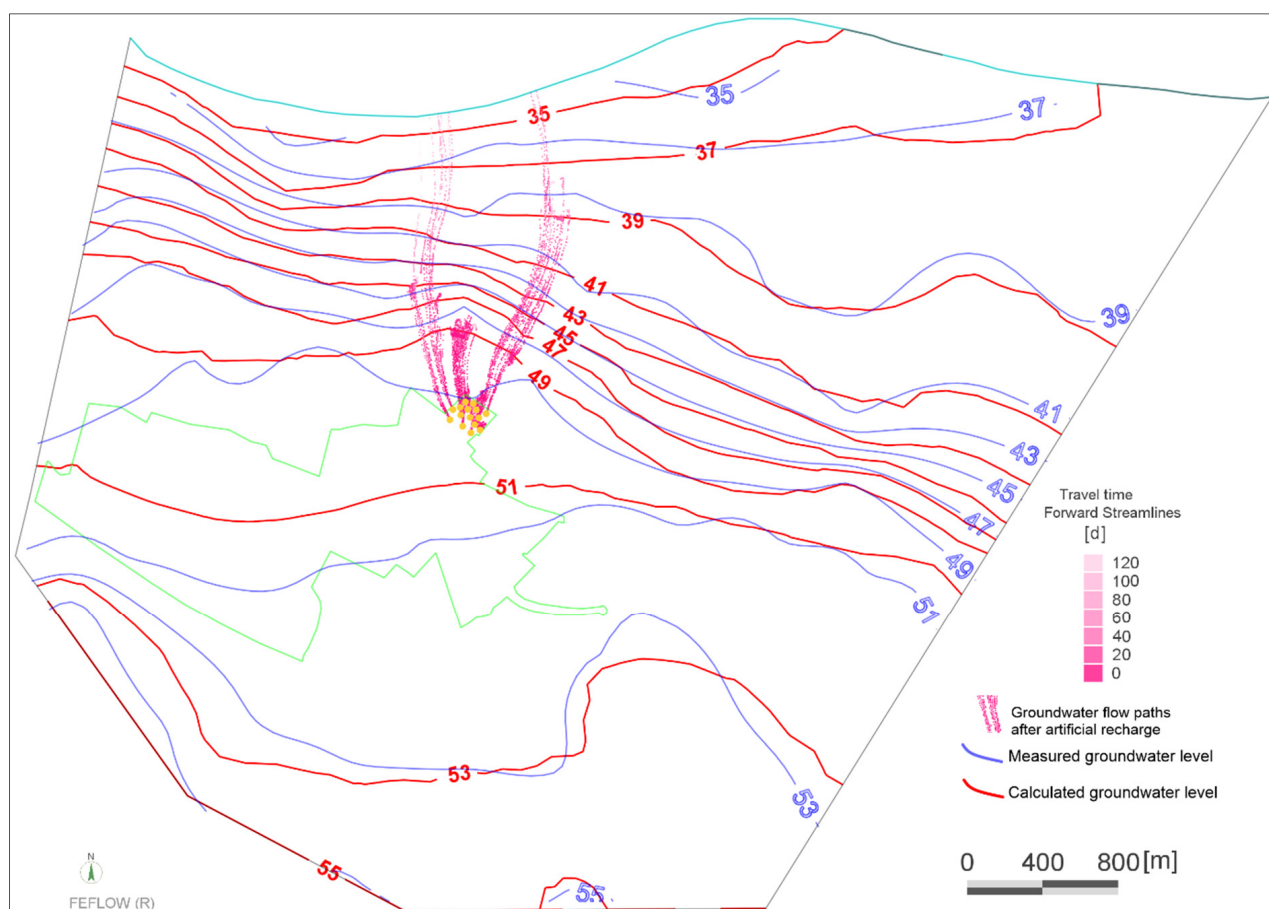 35
35
37
37
39
39
41
43
45
47
49
41
43
45
47
49
51
51
53
53
55
55
Travel time
Forward Streamlines
[d]
120
100
80
60
40
20
0
Groundwater flow paths
after artificial recharge
Measured groundwater level
Calculated groundwater level
0 400 800 [m]
N
FEFLOW (R)